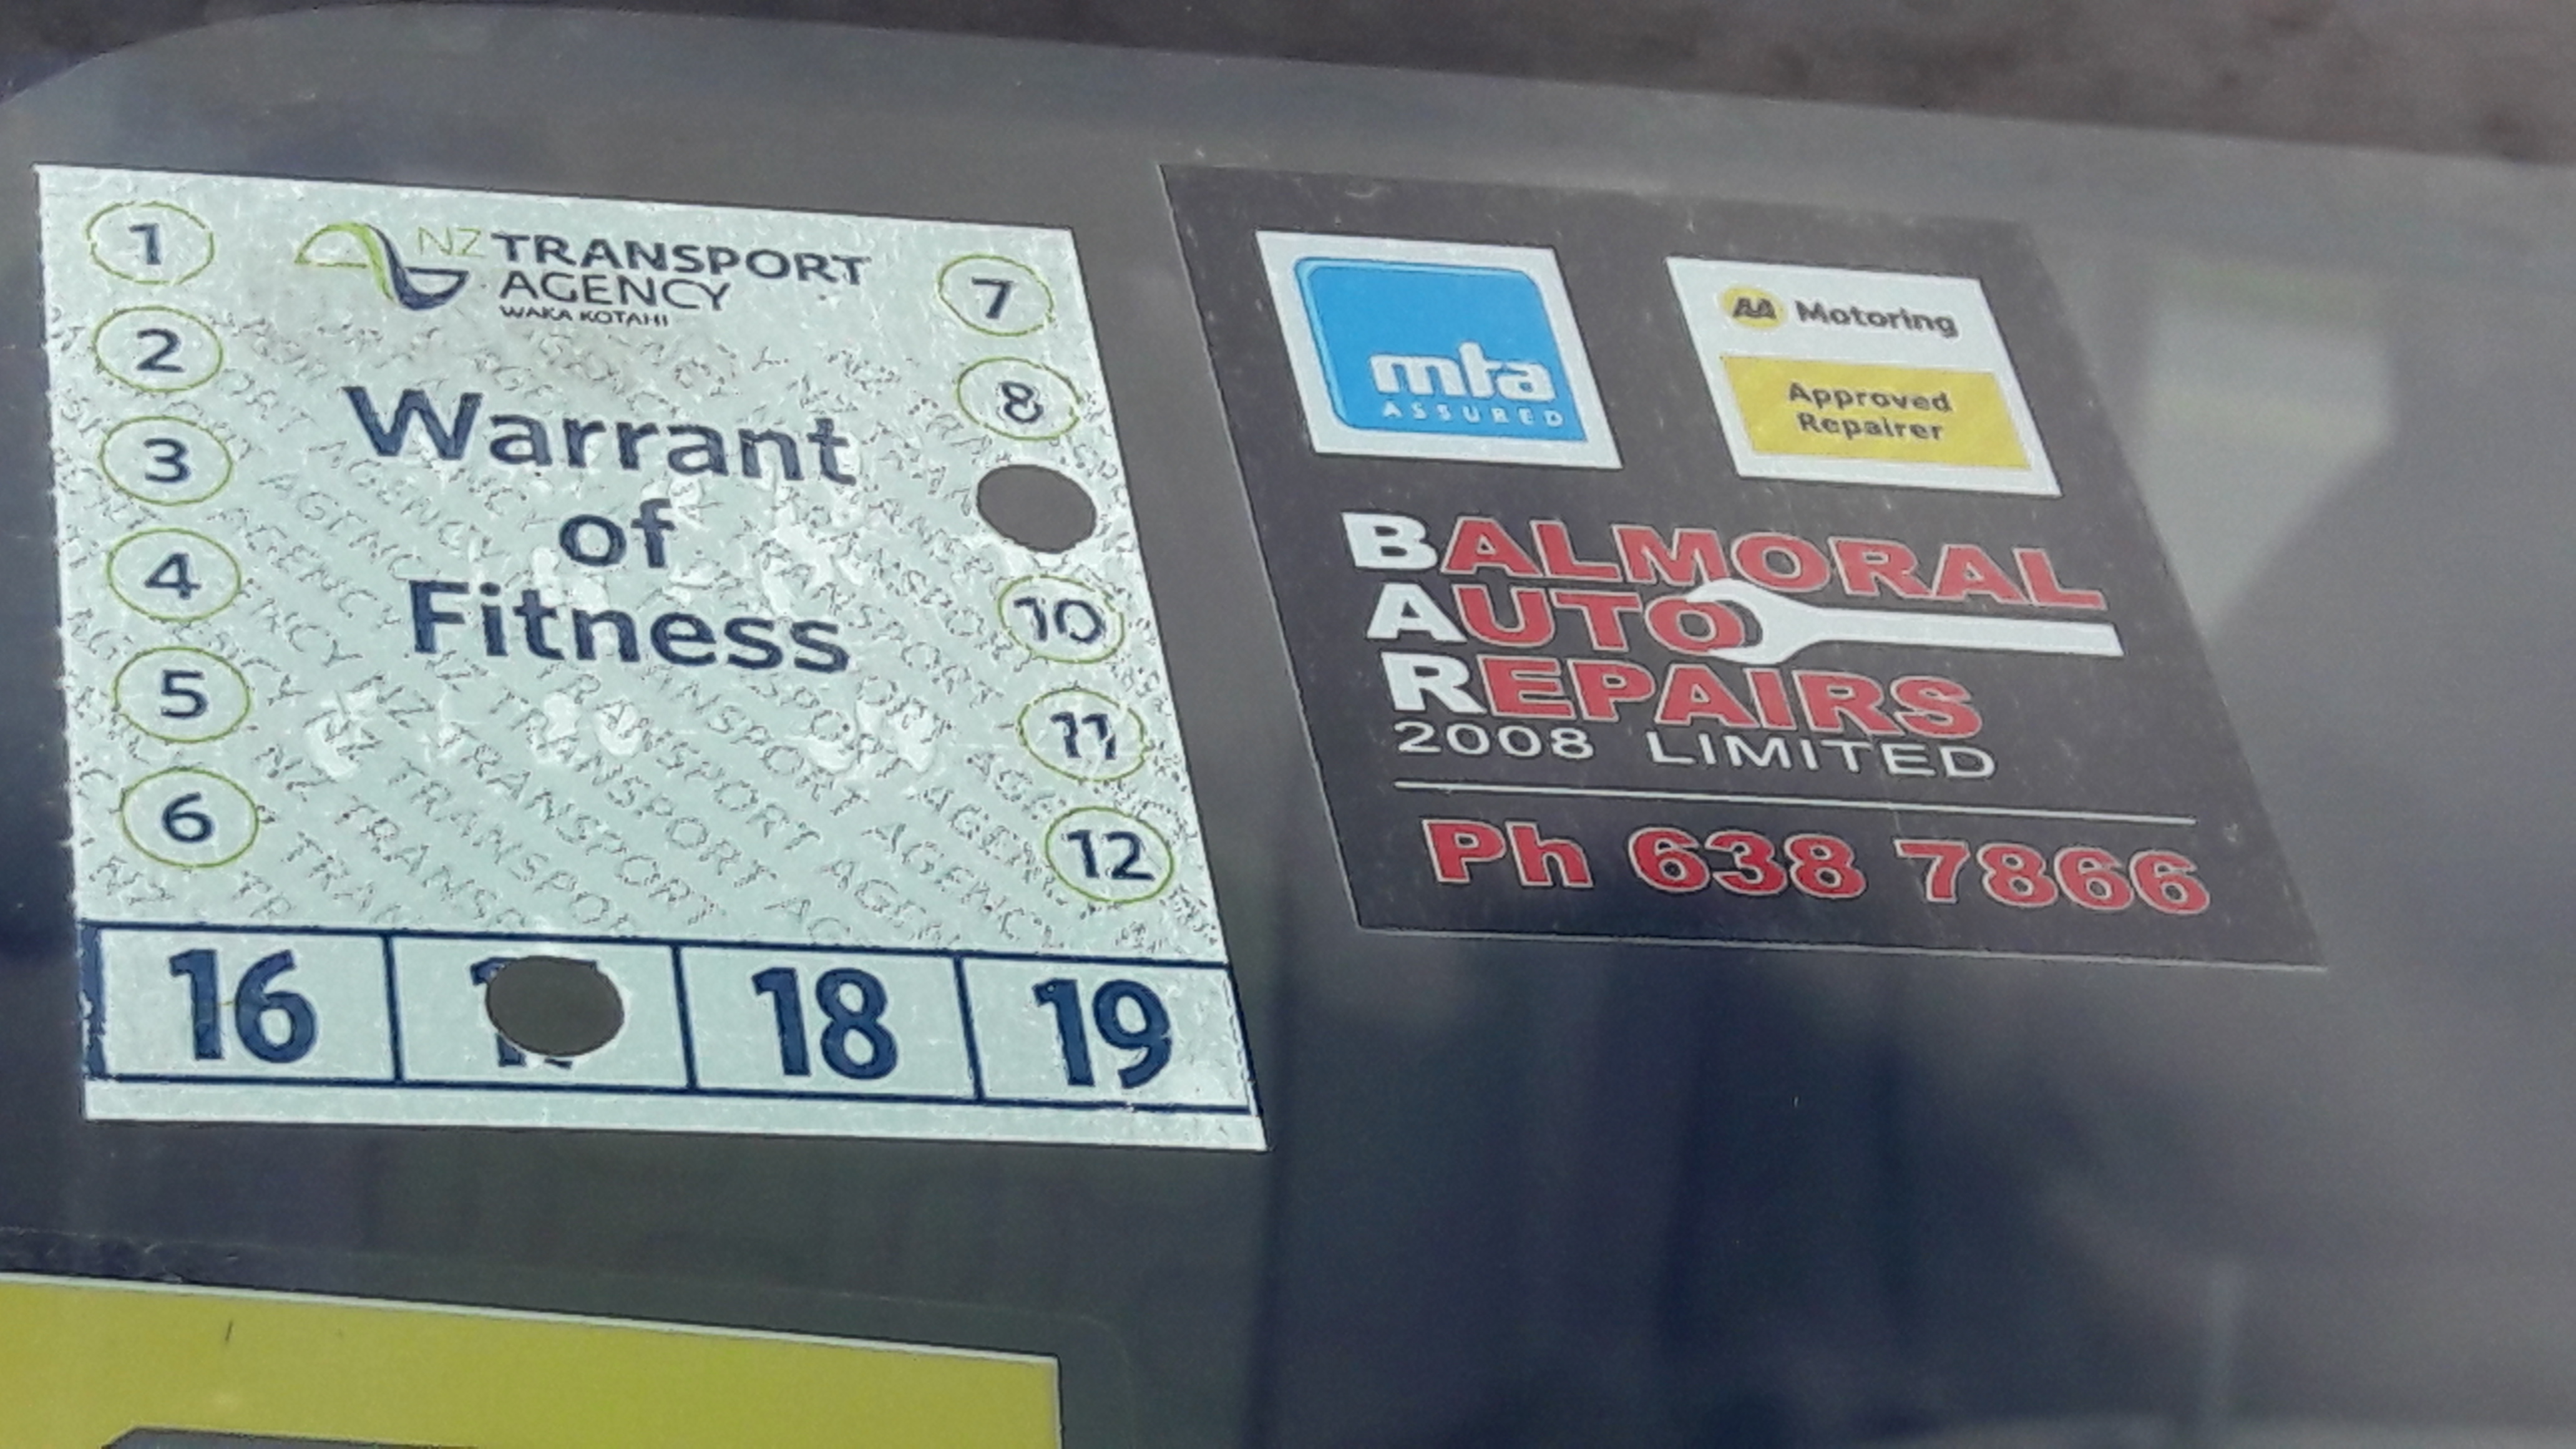 NZ TRANSPORT
AGENCY
WAKA KOTAHI
Warrant
of
Fitness
1
2
3
4
5
6
7
8
10
11
12
16
18
19
mta
ASSURED
AA Motoring
Approved
Repairer
BALMORAL
AUTO
REPAIRS
2008 LIMITED
Ph 638 7866